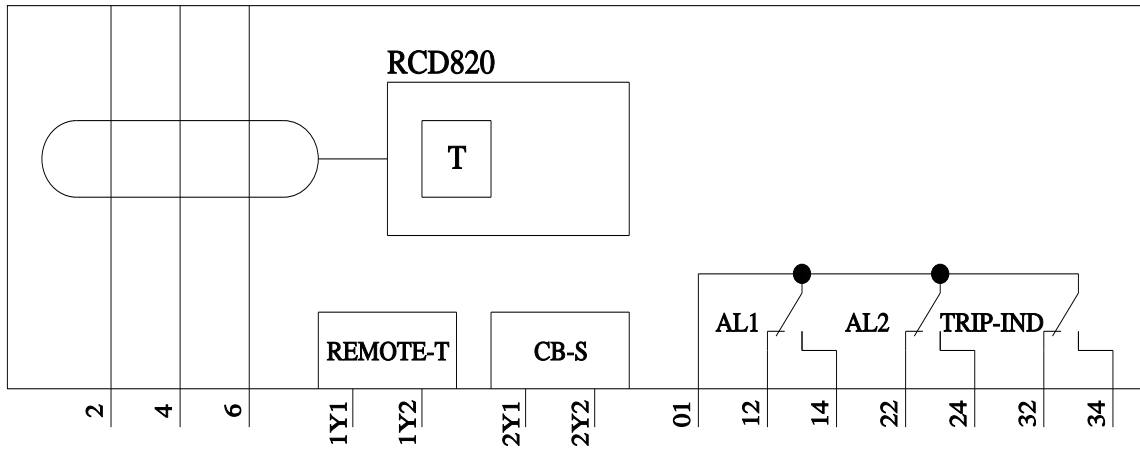 RCD820
T
AL1
AL2
TRIP-IND
REMOTE-T
CB-S
2
4
6
1Y1
1Y2
2Y1
2Y2
01
12
14
22
24
32
34